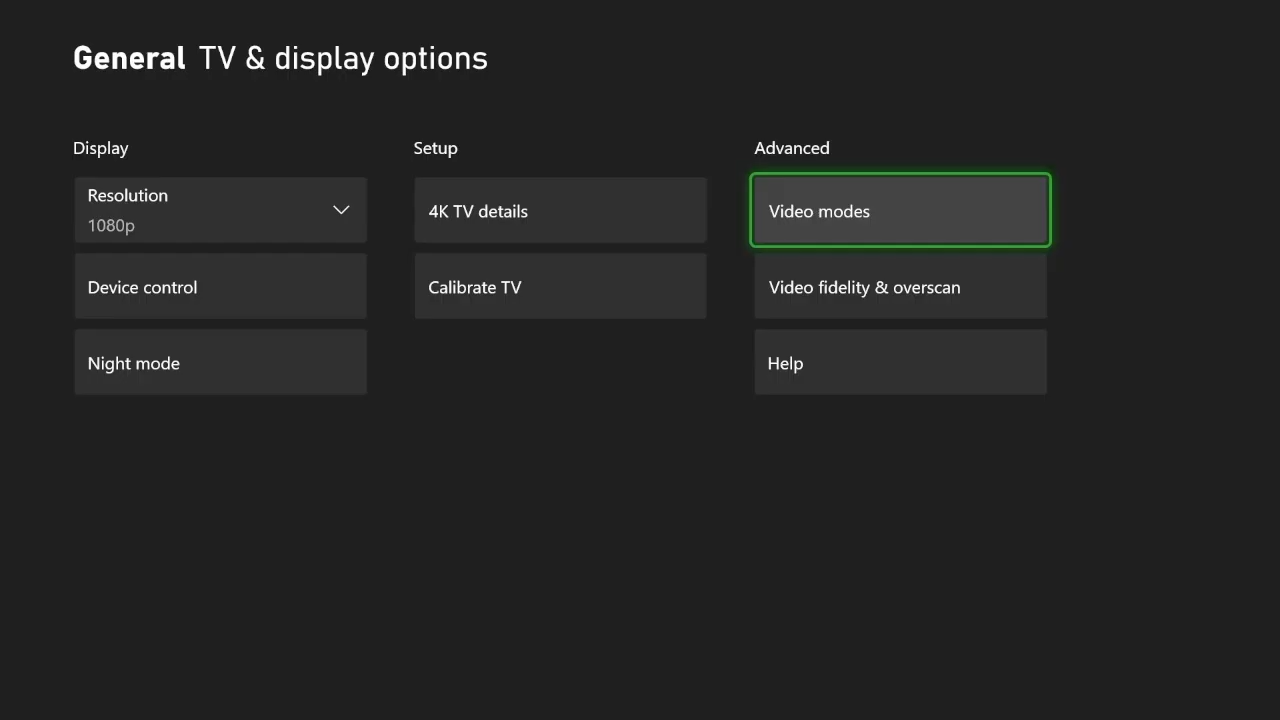 General TV & display options
Display
Resolution
1080p
Device control
Night mode
Setup
4K TV details
Calibrate TV
Advanced
Video modes
Video fidelity & overscan
Help